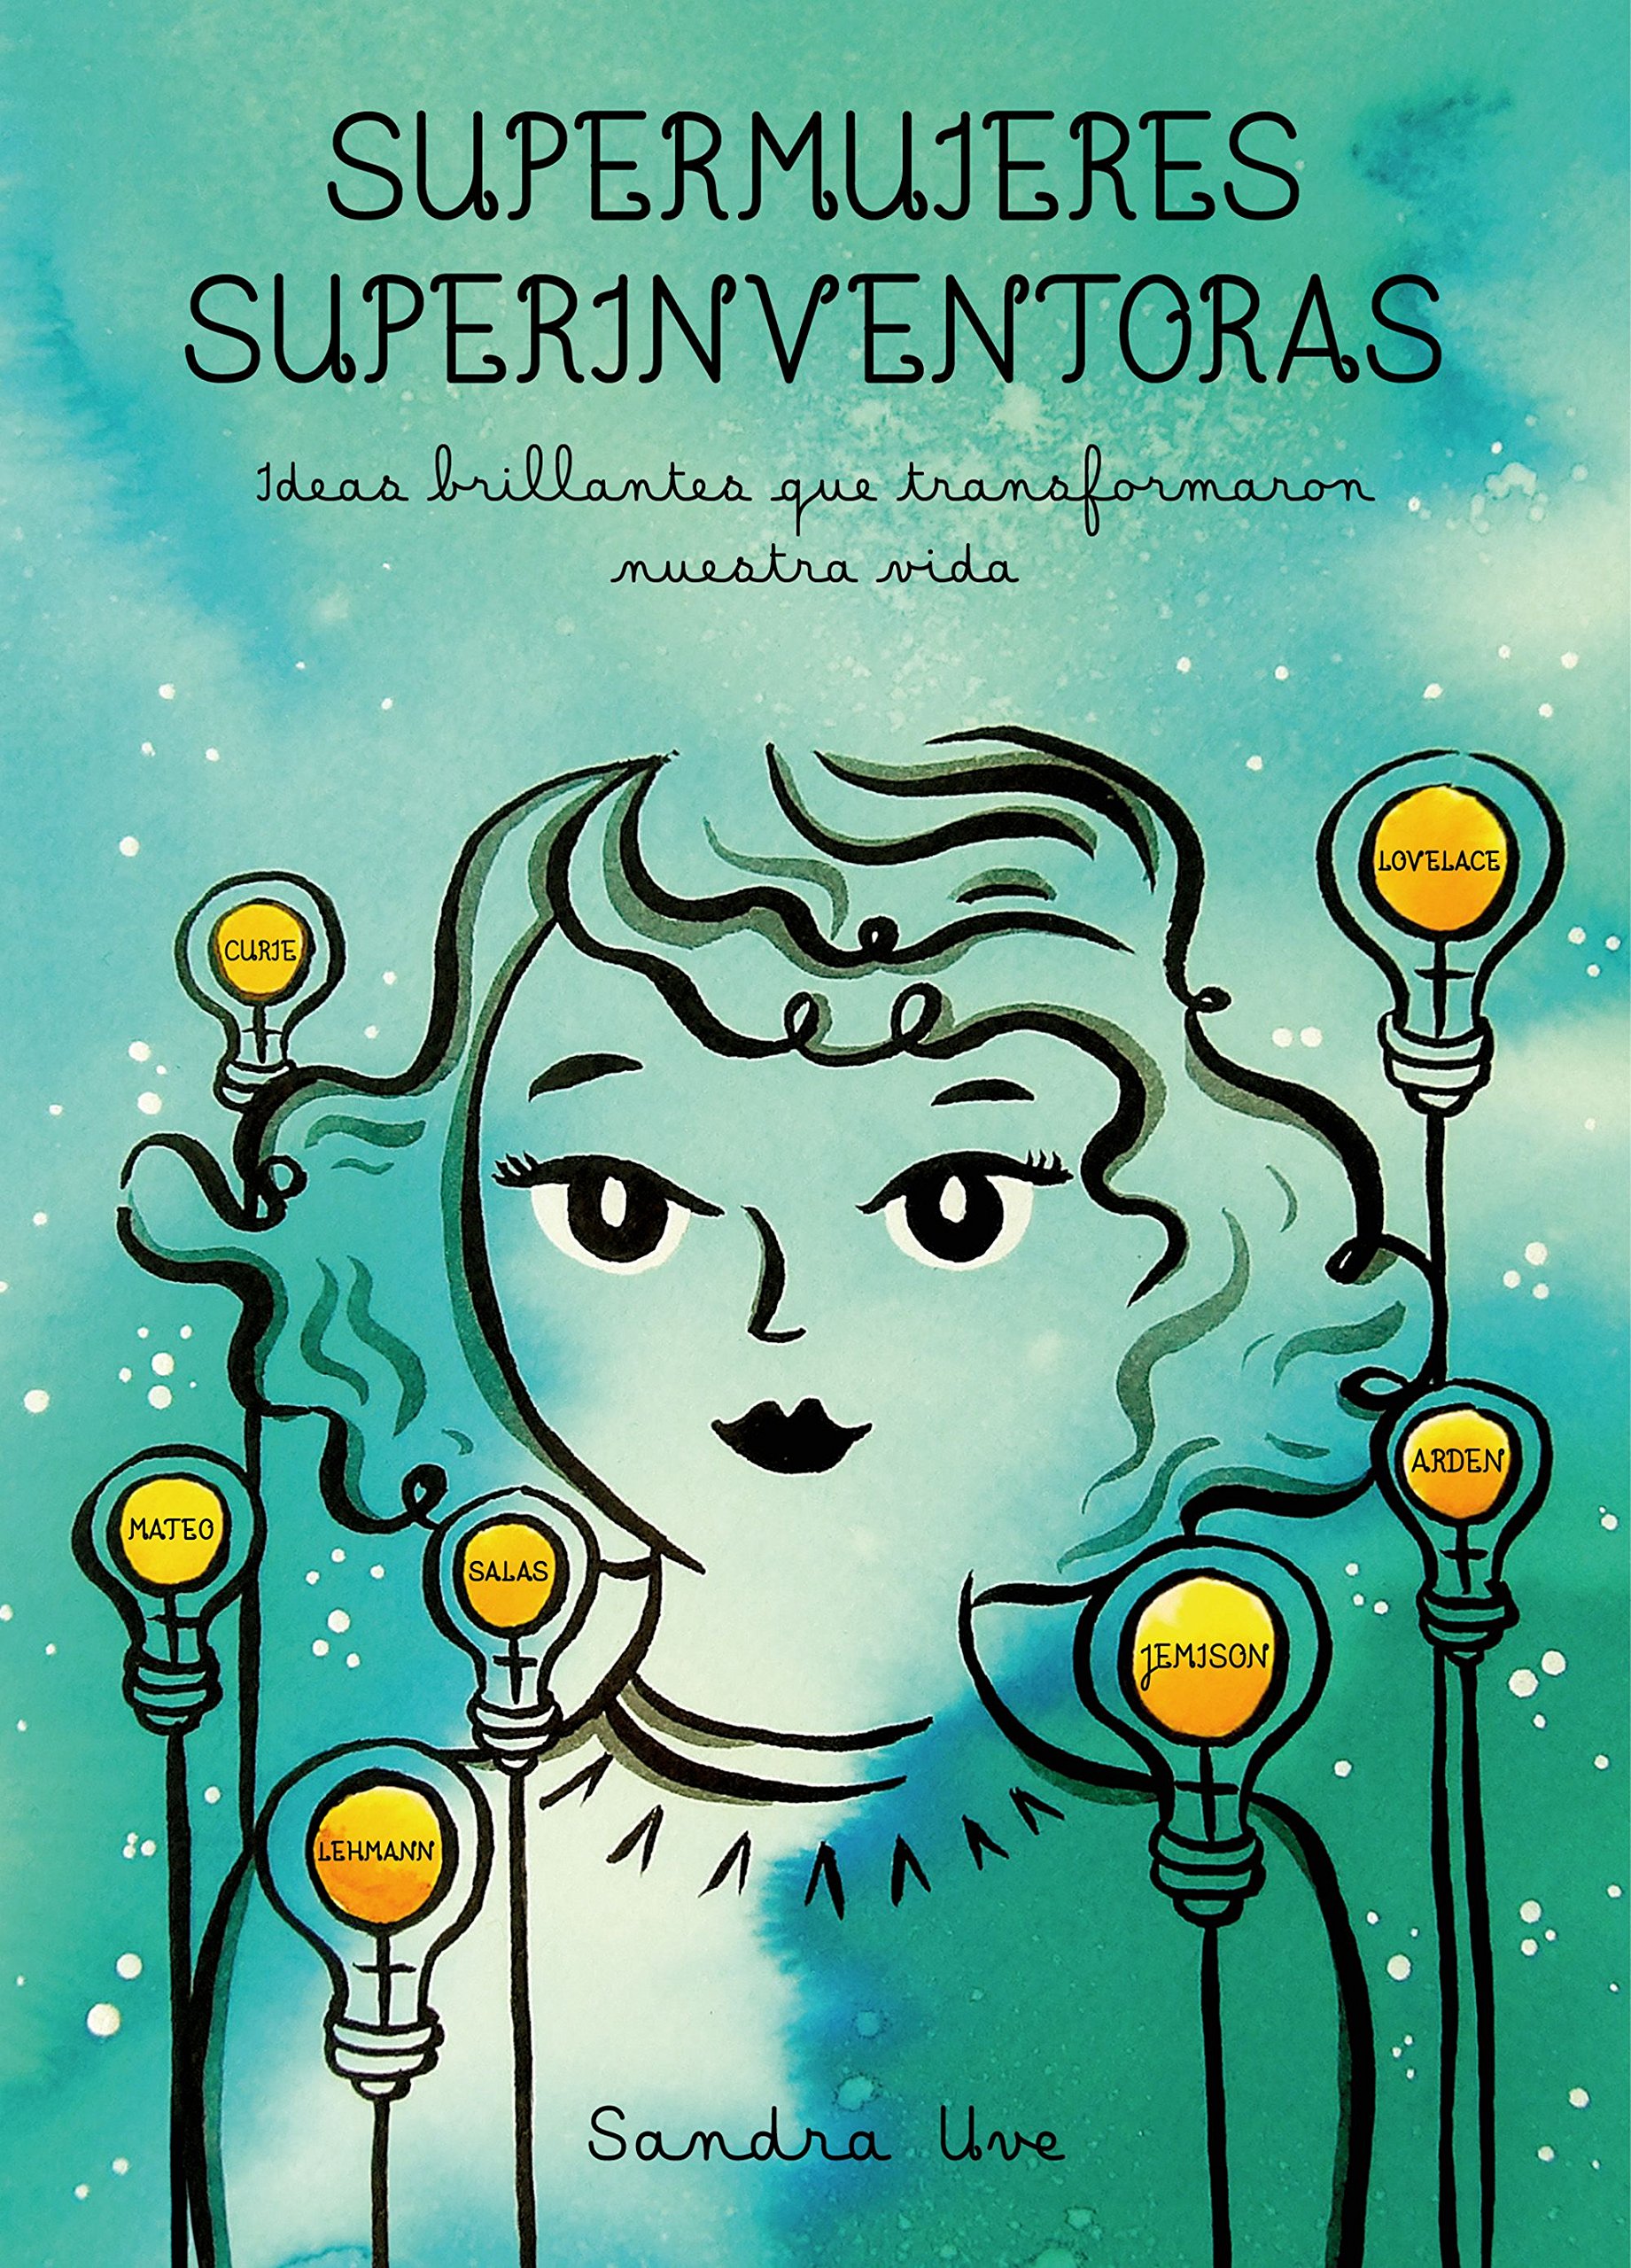 SUPERMUJERES
SUPERINVENTORAS
Ideas brillantes que transformaron
nuestra vida
LOVELACE
CURIE
ARDEN
MATEO
SALAS
JEMISON
LEHMANN
Sandra Uve